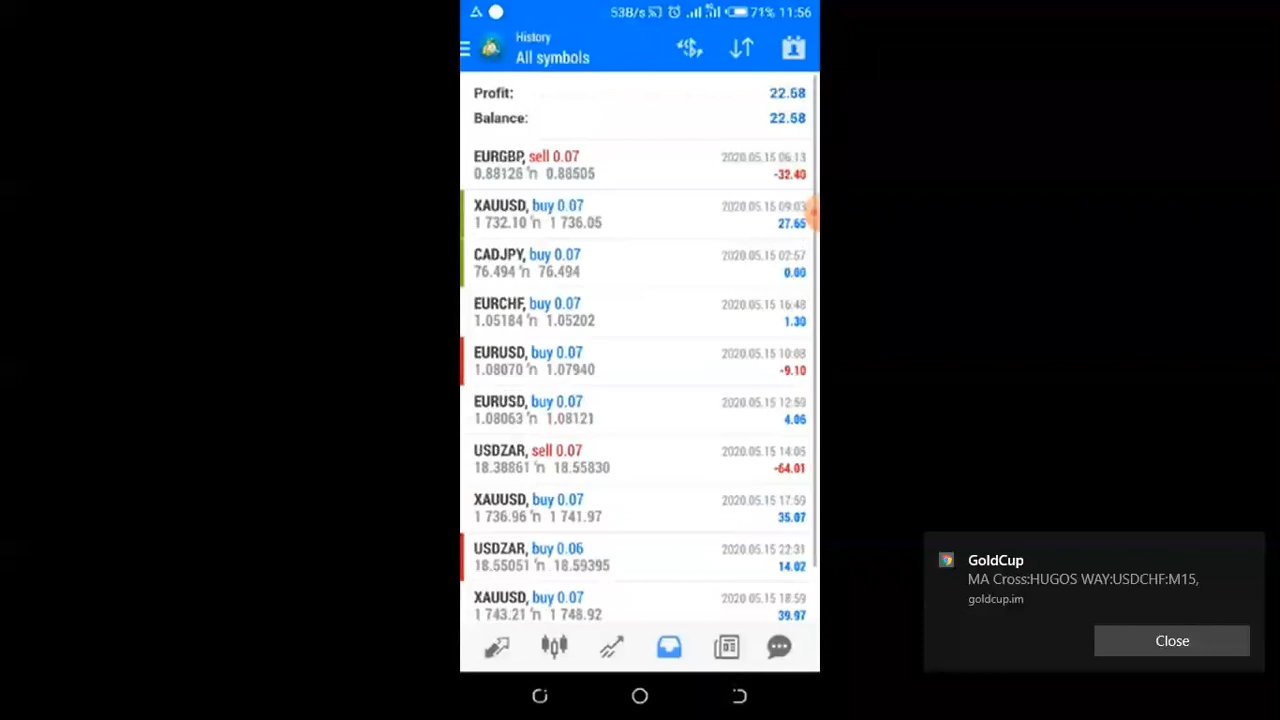 53B/s 71% 11:56
History
All symbols
Profit: 22.58
Balance: 22.58
EURGBP, sell 0.07 2020.05.15 06:13
0.88126 0.88505 -32.40
XAUUSD, buy 0.07 2020.05.15 09:03
1 732.10 1 736.05 27.65
CADJPY, buy 0.07 2020.05.15 02:57
76.494 76.494 0.00
EURCHF, buy 0.07 2020.05.15 16:48
1.05184 1.05202 1.30
EURUSD, buy 0.07 2020.05.15 10:03
1.08070 1.07940 -9.10
EURUSD, buy 0.07 2020.05.15 12:59
1.08063 1.08121 4.06
USDZAR, sell 0.07 2020.05.15 14:05
18.38861 18.55830 -64.01
XAUUSD, buy 0.07 2020.05.15 17:59
1 736.96 1 741.97 35.07
USDZAR, buy 0.06 2020.05.15 22:31
18.55051 18.59395 14.02
XAUUSD, buy 0.07 2020.05.15 18:59
1 743.21 1 748.92 39.97
GoldCup
MA Cross:HUGOS WAY:USDCHF:M15,
goldcup.im
Close